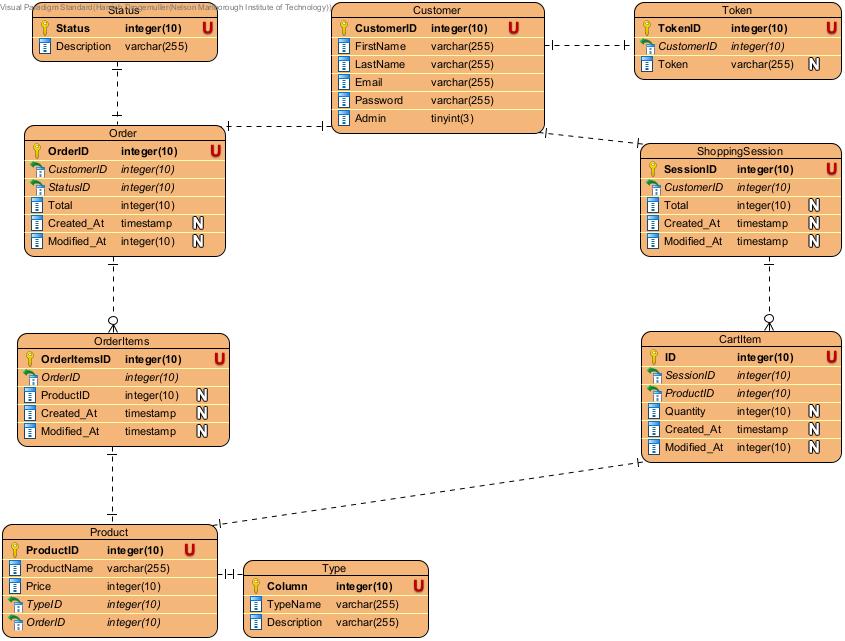 Visual Paradigm Standard(Har Brugemuller(Nelson Marlborough Institute of Technology))
Status
Status integer(10) U
Description varchar(255)
Customer
CustomerID integer(10) U
FirstName varchar(255)
LastName varchar(255)
Email varchar(255)
Password varchar(255)
Admin tinyint(3)
Token
TokenID integer(10) U
CustomerID integer(10)
Token varchar(255) N
Order
OrderID integer(10) U
CustomerID integer(10)
StatusID integer(10)
Total integer(10)
Created_At timestamp N
Modified_At integer(10) N
ShoppingSession
SessionID integer(10) U
CustomerID integer(10)
Total integer(10) N
Created_At timestamp N
Modified_At timestamp N
OrderItems
OrderItemsID integer(10) U
OrderID integer(10)
ProductID integer(10) N
Created_At timestamp N
Modified_At timestamp N
CartItem
ID integer(10) U
SessionID integer(10)
ProductID integer(10)
Quantity integer(10) N
Created_At timestamp N
Modified_At integer(10) N
Product
ProductID integer(10) U
ProductName varchar(255)
Price integer(10)
TypeID integer(10)
OrderID integer(10)
Type
Column integer(10) U
TypeName varchar(255)
Description varchar(255)